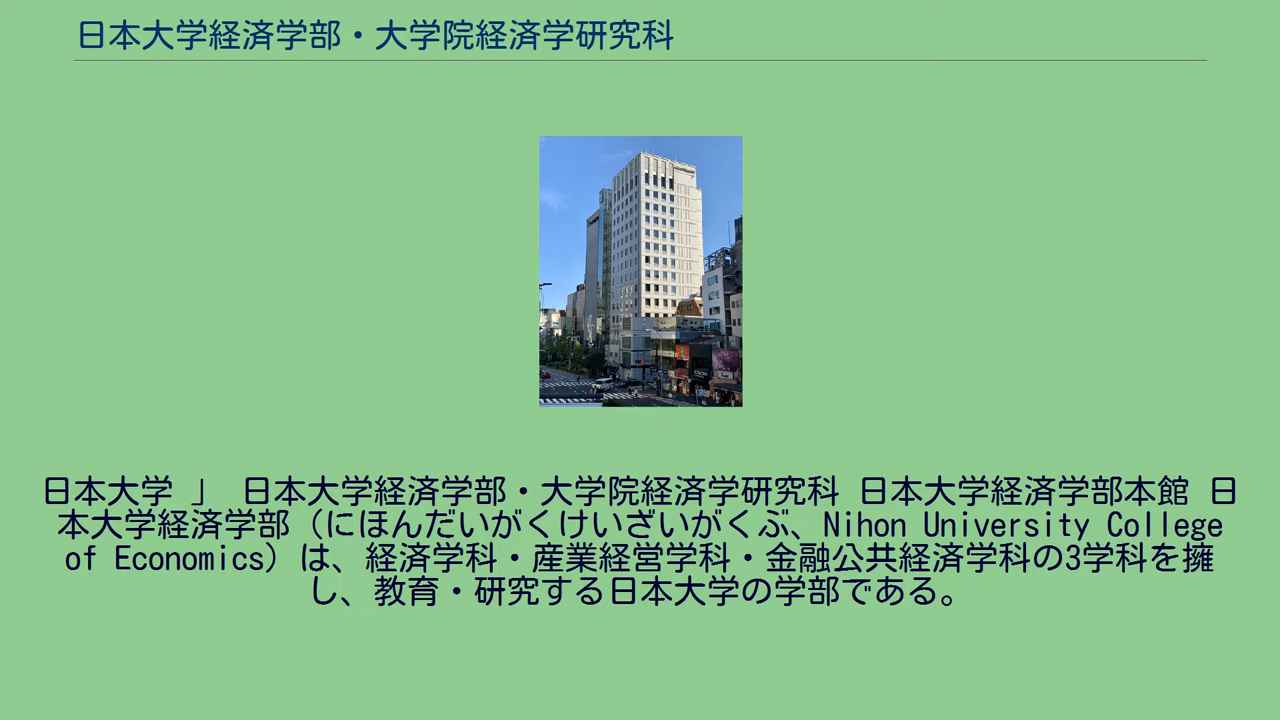 日本大学経済学部・大学院経済学研究科
日本大学 」 日本大学経済学部・大学院経済学研究科 日本大学経済学部本館 日
本大学経済学部（にほんだいがくけいざいがくぶ、Nihon University College
of Economics）は、経済学科・産業経営学科・金融公共経済学科の3学科を擁
し、教育・研究する日本大学の学部である。